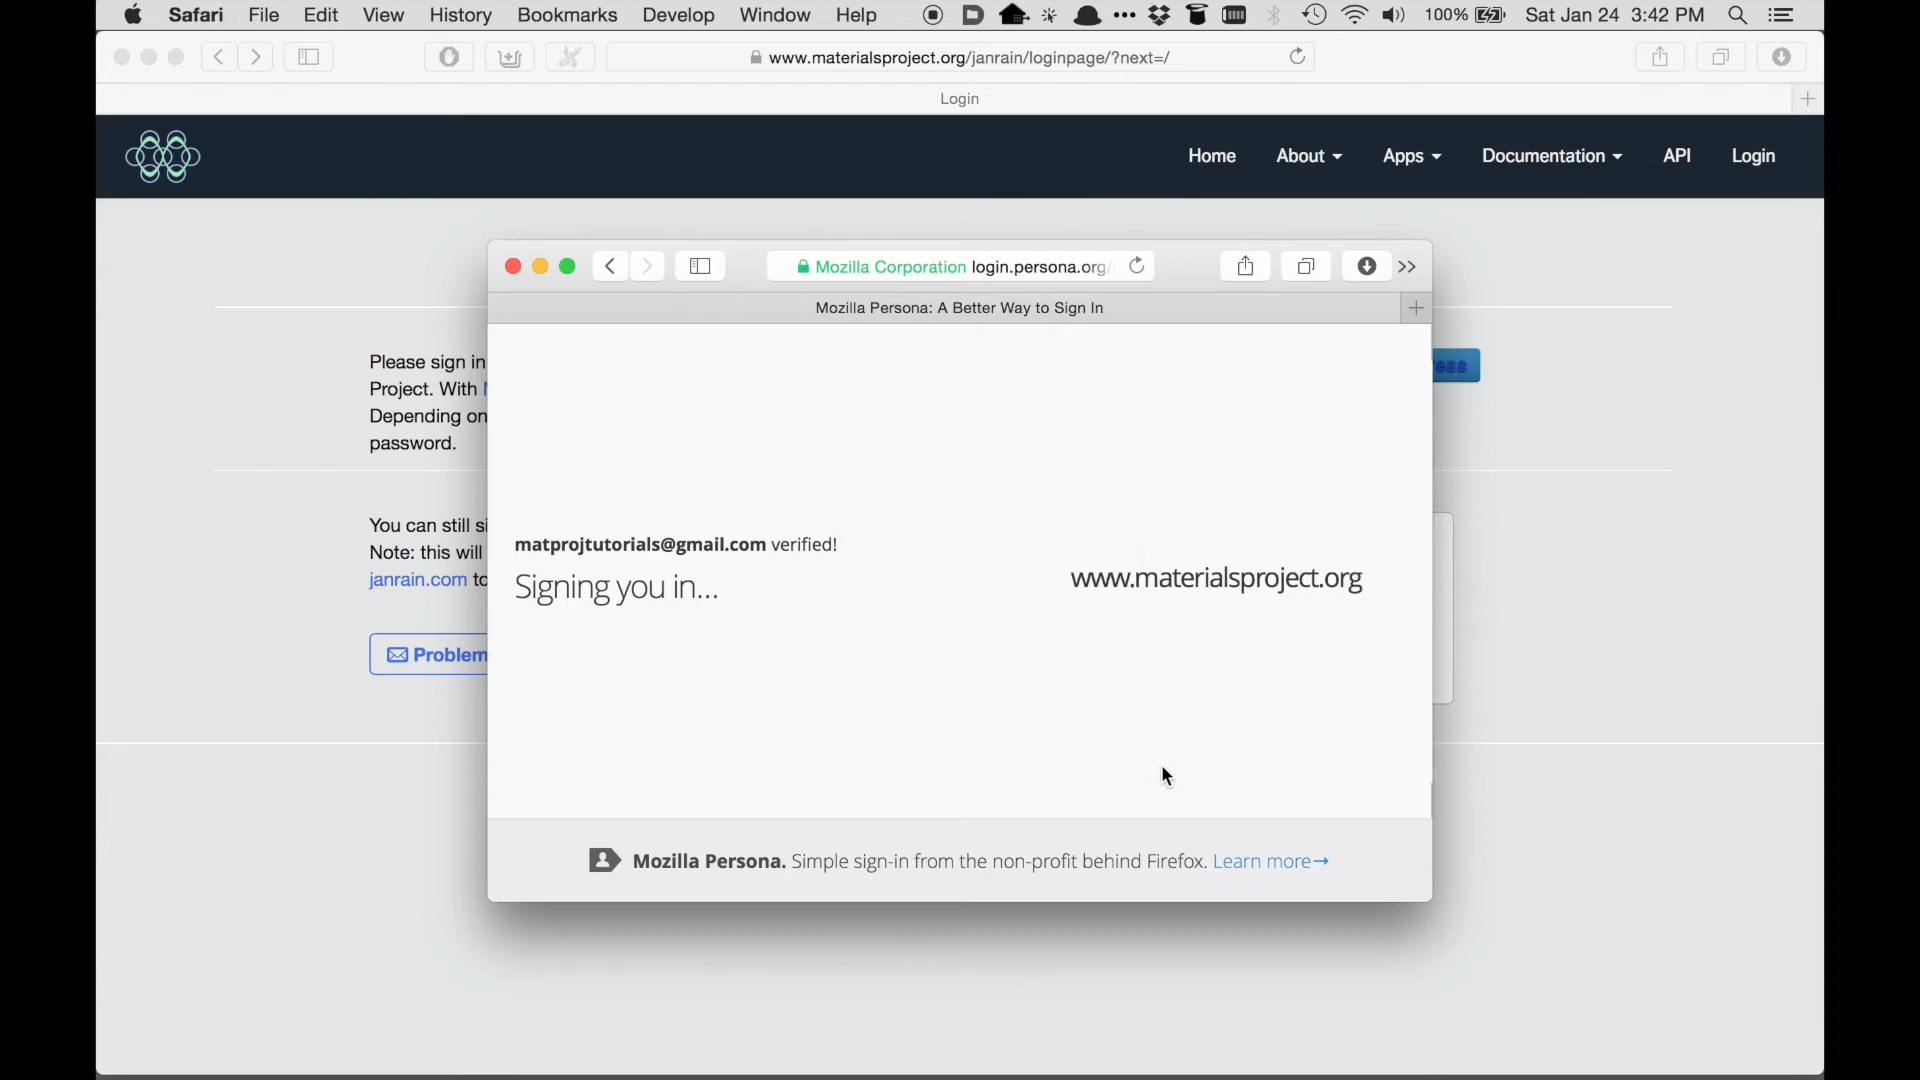 Safari File Edit View History Bookmarks Develop Window Help 100% Sat Jan 24 3:42 PM
www.materialsproject.org/janrain/loginpage/?next=/
Login
Home About Apps Documentation API Login
Mozilla Corporation login.persona.org/
Mozilla Persona: A Better Way to Sign In
Please sign in
Project. With
Depending on
password.
You can still si
Note: this will
janrain.com to
Problem
matprojtutorials@gmail.com verified!
Signing you in...
www.materialsproject.org
Mozilla Persona. Simple sign-in from the non-profit behind Firefox. Learn more→